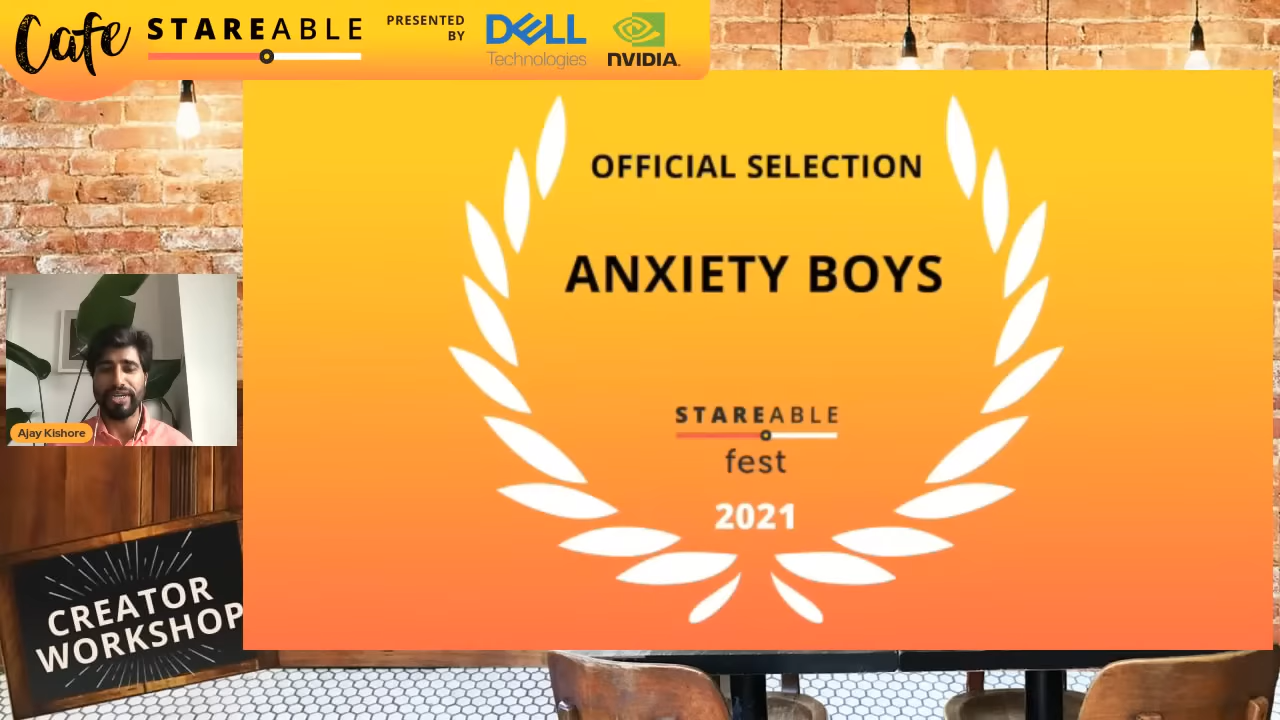 Cafe
STAREABLE
PRESENTED
BY
DELL
Technologies
NVIDIA.
OFFICIAL SELECTION
ANXIETY BOYS
STAREABLE
fest
2021
Ajay Kishore
CREATOR
WORKSHOP